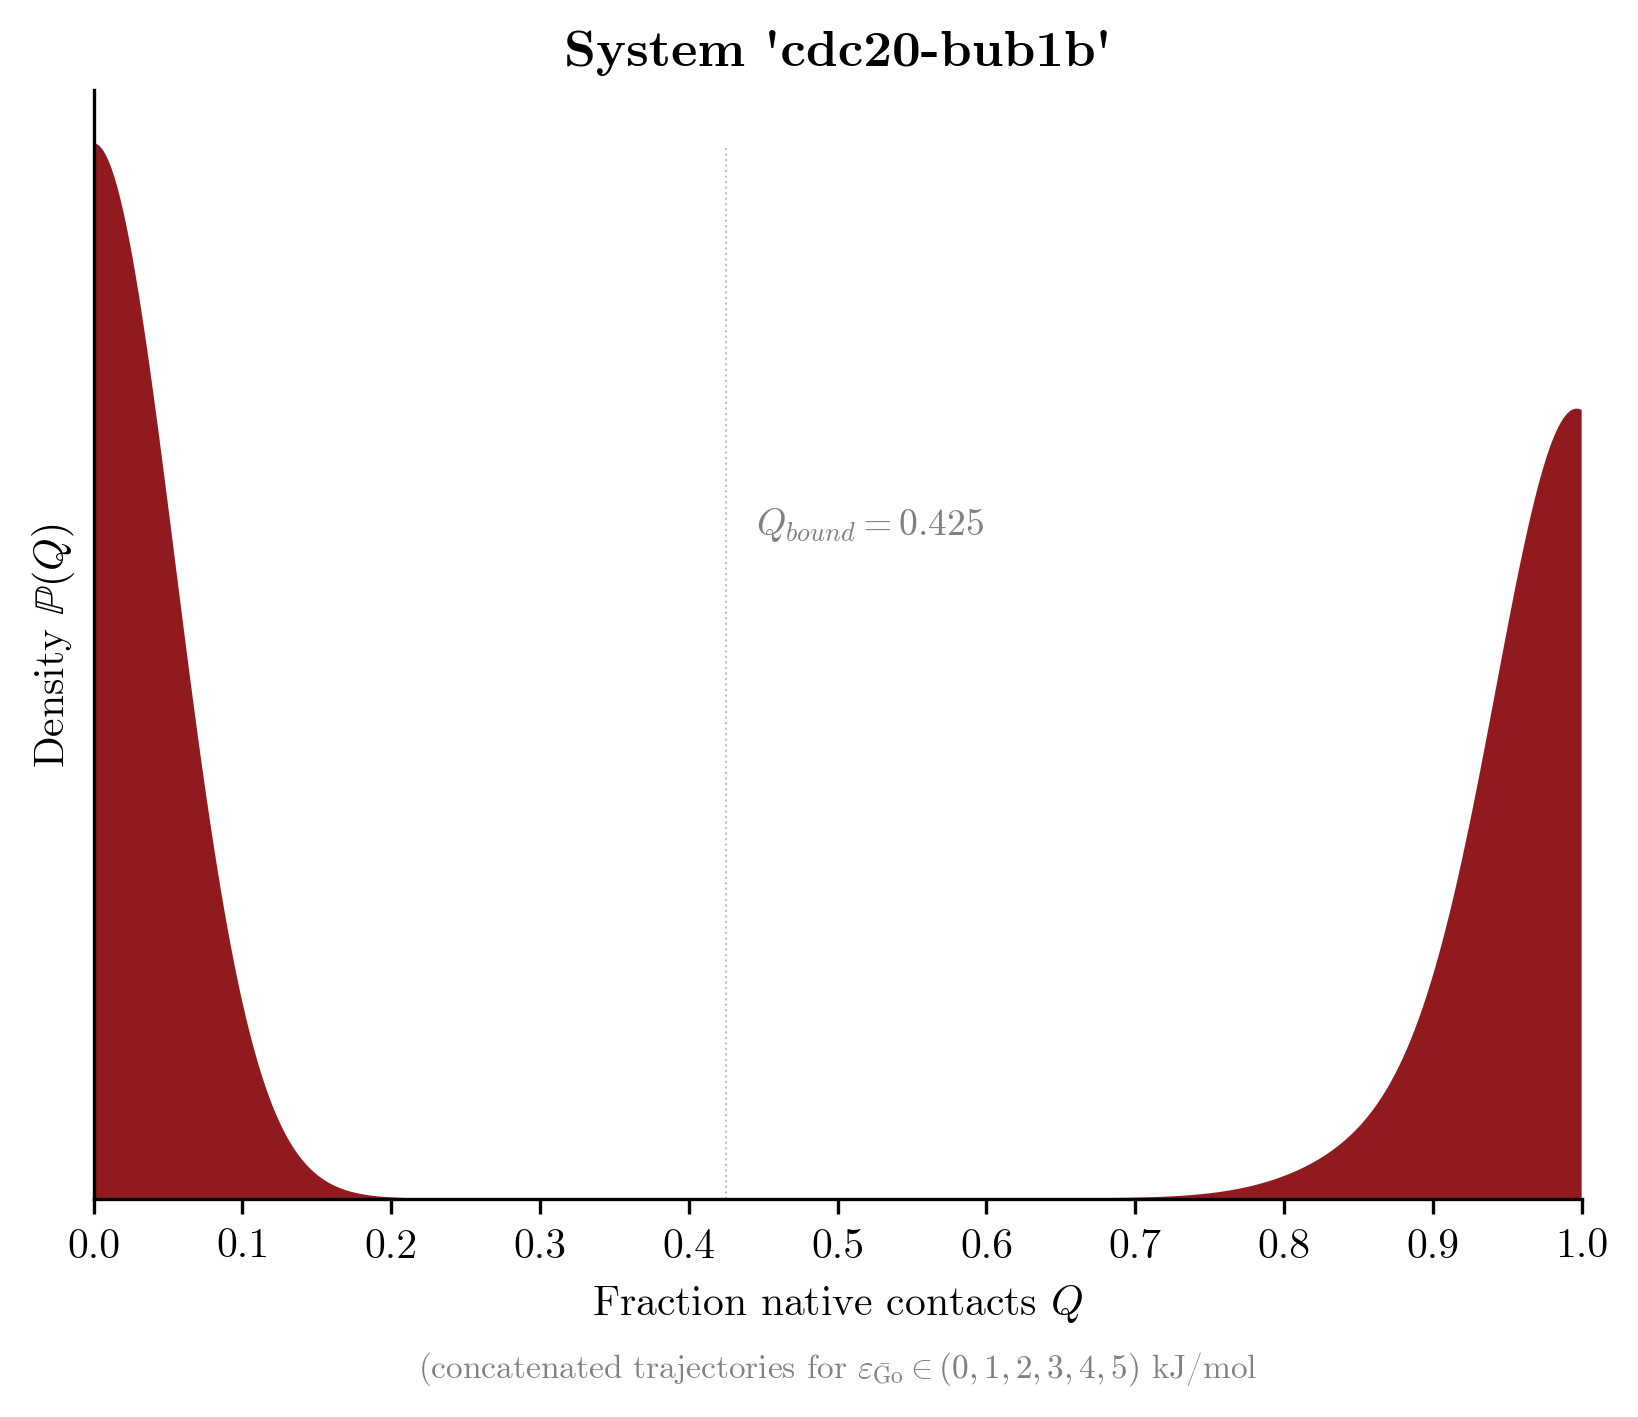 System 'cdc20-bub1b'
Density ℙ(Q)
Q_bound = 0.425
0.0 0.1 0.2 0.3 0.4 0.5 0.6 0.7 0.8 0.9 1.0
Fraction native contacts Q
(concatenated trajectories for ε_Ḡo ∈ (0, 1, 2, 3, 4, 5) kJ/mol